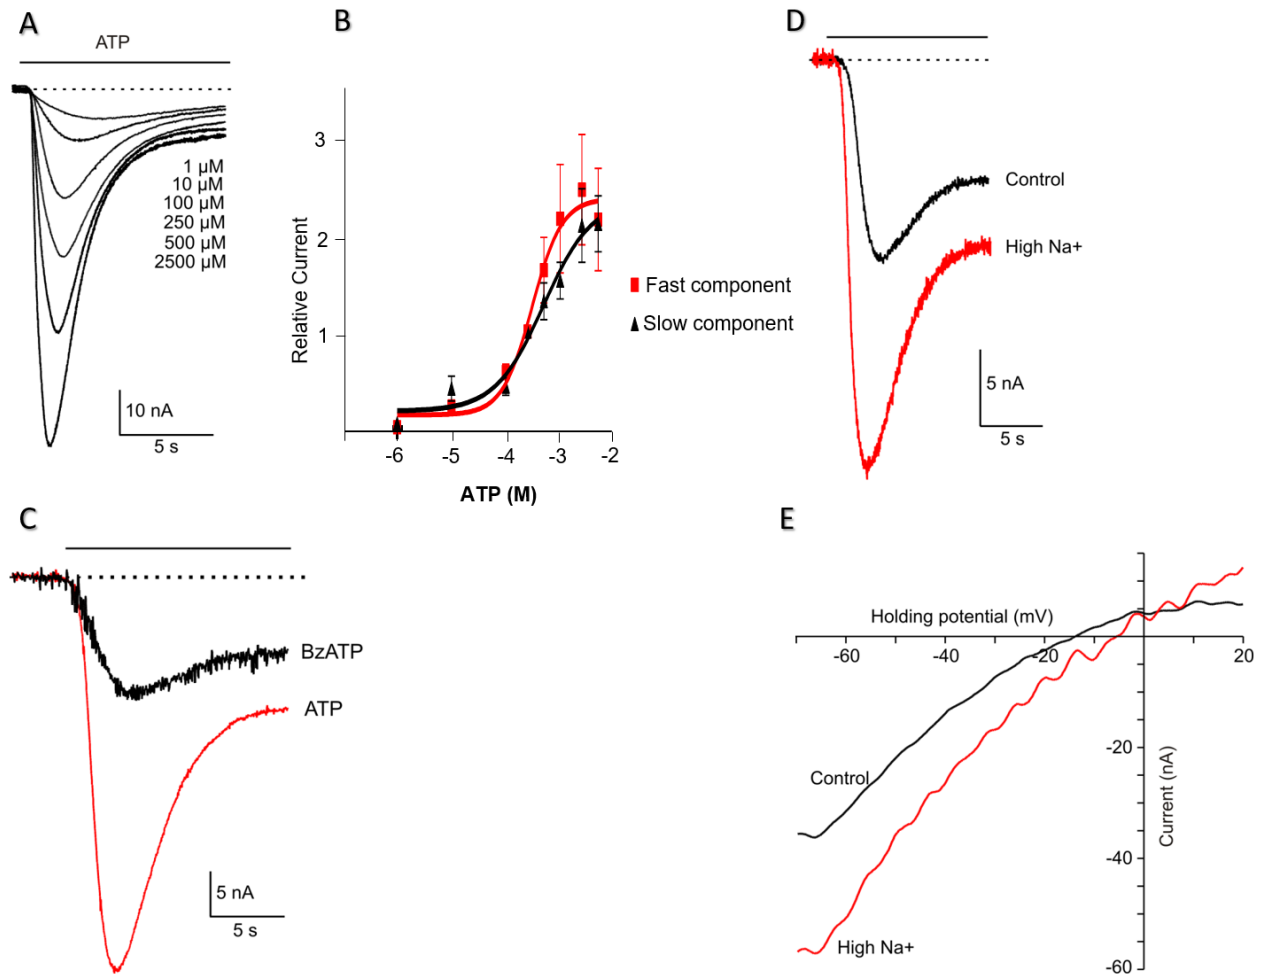 A
ATP
1 µM
10 µM
100 µM
250 µM
500 µM
2500 µM
10 nA
5 s
B
3
2
1
Relative Current
-6 -5 -4 -3 -2
ATP (M)
Fast component
Slow component
C
BzATP
ATP
5 nA
5 s
D
Control
High Na+
5 nA
5 s
E
Holding potential (mV)
-60 -40 -20 20
-20
-40
-60
Current (nA)
Control
High Na+